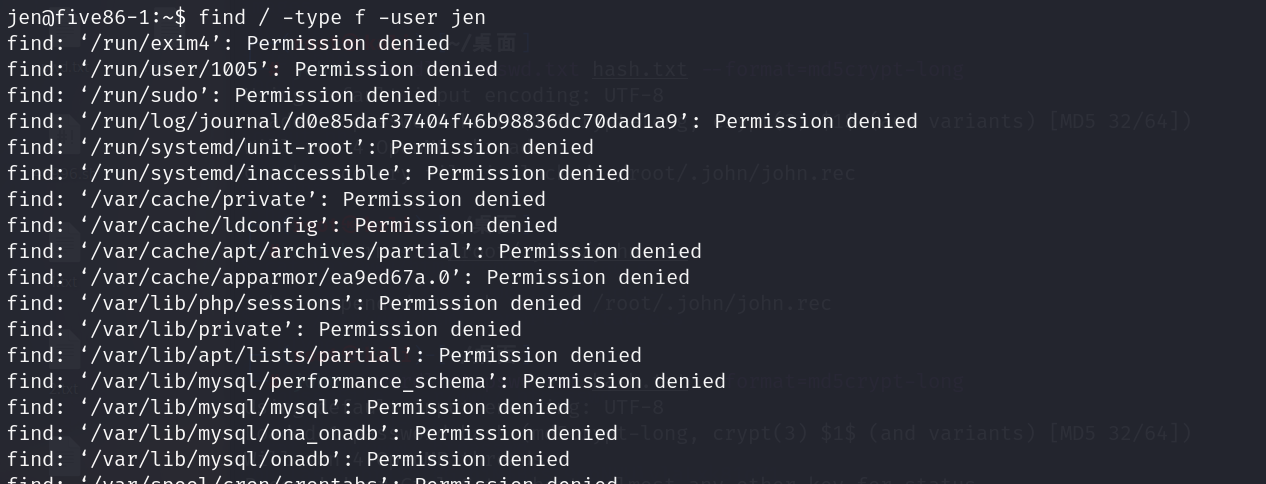 jen@five86-1:~$ find / -type f -user jen
find: ‘/run/exim4’: Permission denied
find: ‘/run/user/1005’: Permission denied
find: ‘/run/sudo’: Permission denied
find: ‘/run/log/journal/d0e85daf37404f46b98836dc70dad1a9’: Permission denied
find: ‘/run/systemd/unit-root’: Permission denied
find: ‘/run/systemd/inaccessible’: Permission denied
find: ‘/var/cache/private’: Permission denied
find: ‘/var/cache/ldconfig’: Permission denied
find: ‘/var/cache/apt/archives/partial’: Permission denied
find: ‘/var/cache/apparmor/ea9ed67a.0’: Permission denied
find: ‘/var/lib/php/sessions’: Permission denied
find: ‘/var/lib/private’: Permission denied
find: ‘/var/lib/apt/lists/partial’: Permission denied
find: ‘/var/lib/mysql/performance_schema’: Permission denied
find: ‘/var/lib/mysql/mysql’: Permission denied
find: ‘/var/lib/mysql/ona_onadb’: Permission denied
find: ‘/var/lib/mysql/onadb’: Permission denied
find: ‘/var/spool/cron/crontabs’: Permission denied